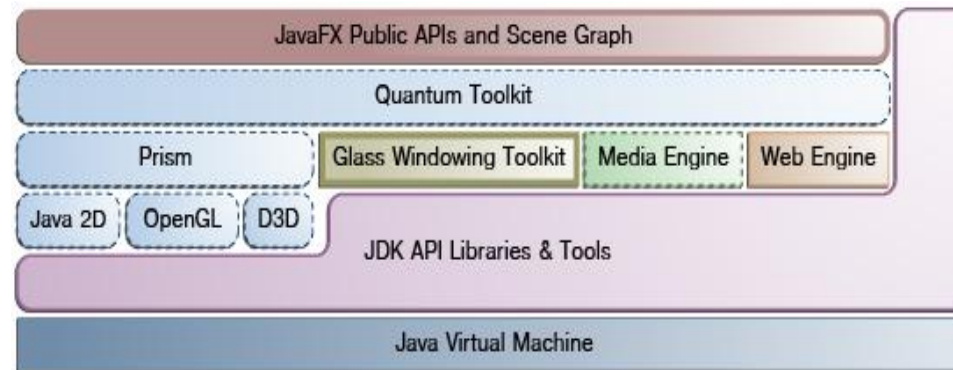 JavaFX Public APIs and Scene Graph
Quantum Toolkit
Prism
Glass Windowing Toolkit
Media Engine
Web Engine
Java 2D
OpenGL
D3D
JDK API Libraries & Tools
Java Virtual Machine